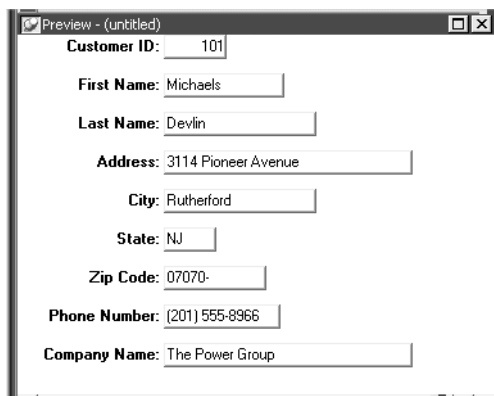 Preview - (untitled)
Customer ID: 101
First Name: Michaels
Last Name: Devlin
Address: 3114 Pioneer Avenue
City: Rutherford
State: NJ
Zip Code: 07070-
Phone Number: (201) 555-8966
Company Name: The Power Group